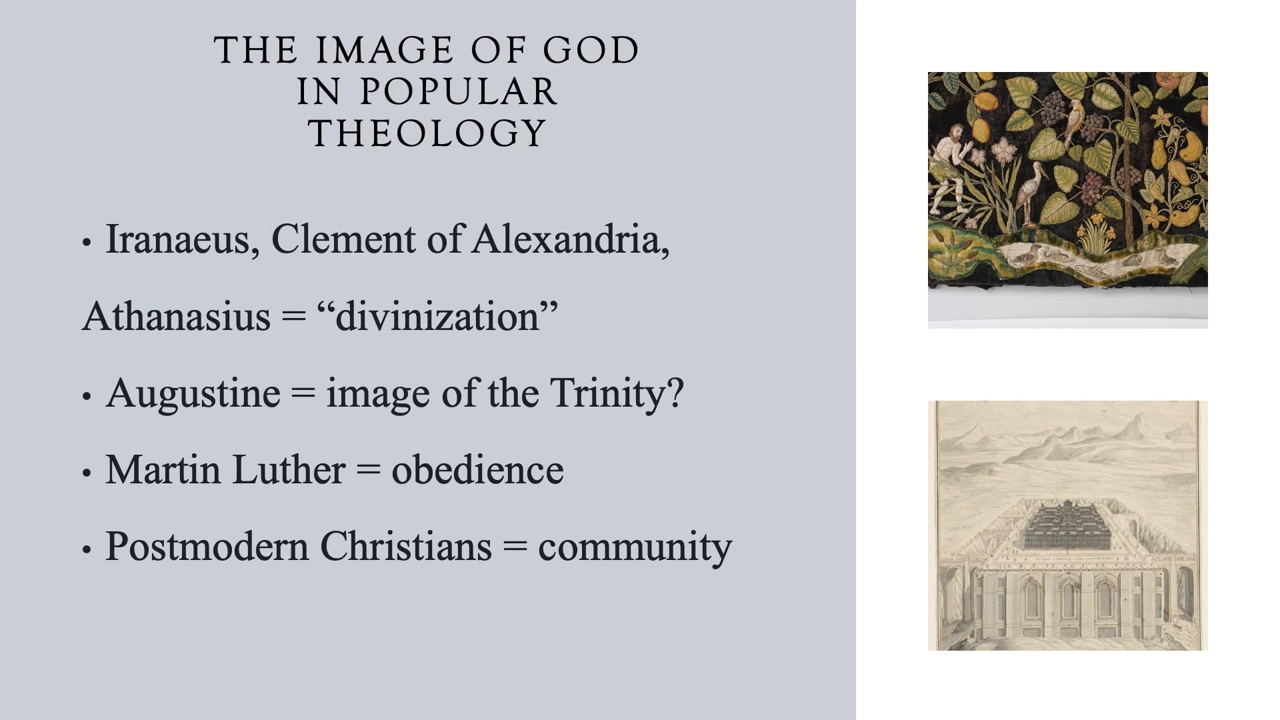 THE IMAGE OF GOD
IN POPULAR
THEOLOGY
• Iranaeus, Clement of Alexandria,
Athanasius = “divinization”
• Augustine = image of the Trinity?
• Martin Luther = obedience
• Postmodern Christians = community